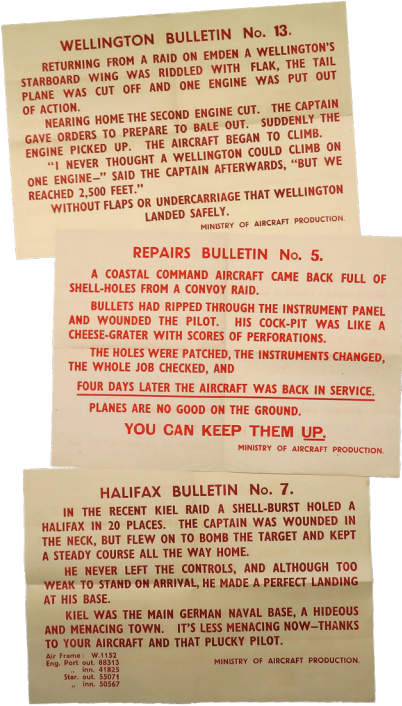 WELLINGTON BULLETIN No. 13.
RETURNING FROM A RAID ON EMDEN A WELLINGTON'S
STARBOARD WING WAS RIDDLED WITH FLAK, THE TAIL
PLANE WAS CUT OFF AND ONE ENGINE WAS PUT OUT
OF ACTION.
NEARING HOME THE SECOND ENGINE CUT. THE CAPTAIN
GAVE ORDERS TO PREPARE TO BALE OUT. SUDDENLY THE
ENGINE PICKED UP. THE AIRCRAFT BEGAN TO CLIMB.
"I NEVER THOUGHT A WELLINGTON COULD CLIMB ON
ONE ENGINE—" SAID THE CAPTAIN AFTERWARDS, "BUT WE
REACHED 2,500 FEET."
WITHOUT FLAPS OR UNDERCARRIAGE THAT WELLINGTON
LANDED SAFELY.
MINISTRY OF AIRCRAFT PRODUCTION.
REPAIRS BULLETIN No. 5.
A COASTAL COMMAND AIRCRAFT CAME BACK FULL OF
SHELL-HOLES FROM A CONVOY RAID.
BULLETS HAD RIPPED THROUGH THE INSTRUMENT PANEL
AND WOUNDED THE PILOT. HIS COCK-PIT WAS LIKE A
CHEESE-GRATER WITH SCORES OF PERFORATIONS.
THE HOLES WERE PATCHED, THE INSTRUMENTS CHANGED,
THE WHOLE JOB CHECKED, AND
FOUR DAYS LATER THE AIRCRAFT WAS BACK IN SERVICE.
PLANES ARE NO GOOD ON THE GROUND.
YOU CAN KEEP THEM UP.
MINISTRY OF AIRCRAFT PRODUCTION.
HALIFAX BULLETIN No. 7.
IN THE RECENT KIEL RAID A SHELL-BURST HOLED A
HALIFAX IN 20 PLACES. THE CAPTAIN WAS WOUNDED IN
THE NECK, BUT FLEW ON TO BOMB THE TARGET AND KEPT
A STEADY COURSE ALL THE WAY HOME.
HE NEVER LEFT THE CONTROLS, AND ALTHOUGH TOO
WEAK TO STAND ON ARRIVAL, HE MADE A PERFECT LANDING
AT HIS BASE.
KIEL WAS THE MAIN GERMAN NAVAL BASE, A HIDEOUS
AND MENACING TOWN. IT'S LESS MENACING NOW—THANKS
TO YOUR AIRCRAFT AND THAT PLUCKY PILOT.
Air Frame: W.1152
Eng. Port out. 88313
„ inn. 41825
Star. out. 55071
„ inn. 50567
MINISTRY OF AIRCRAFT PRODUCTION.